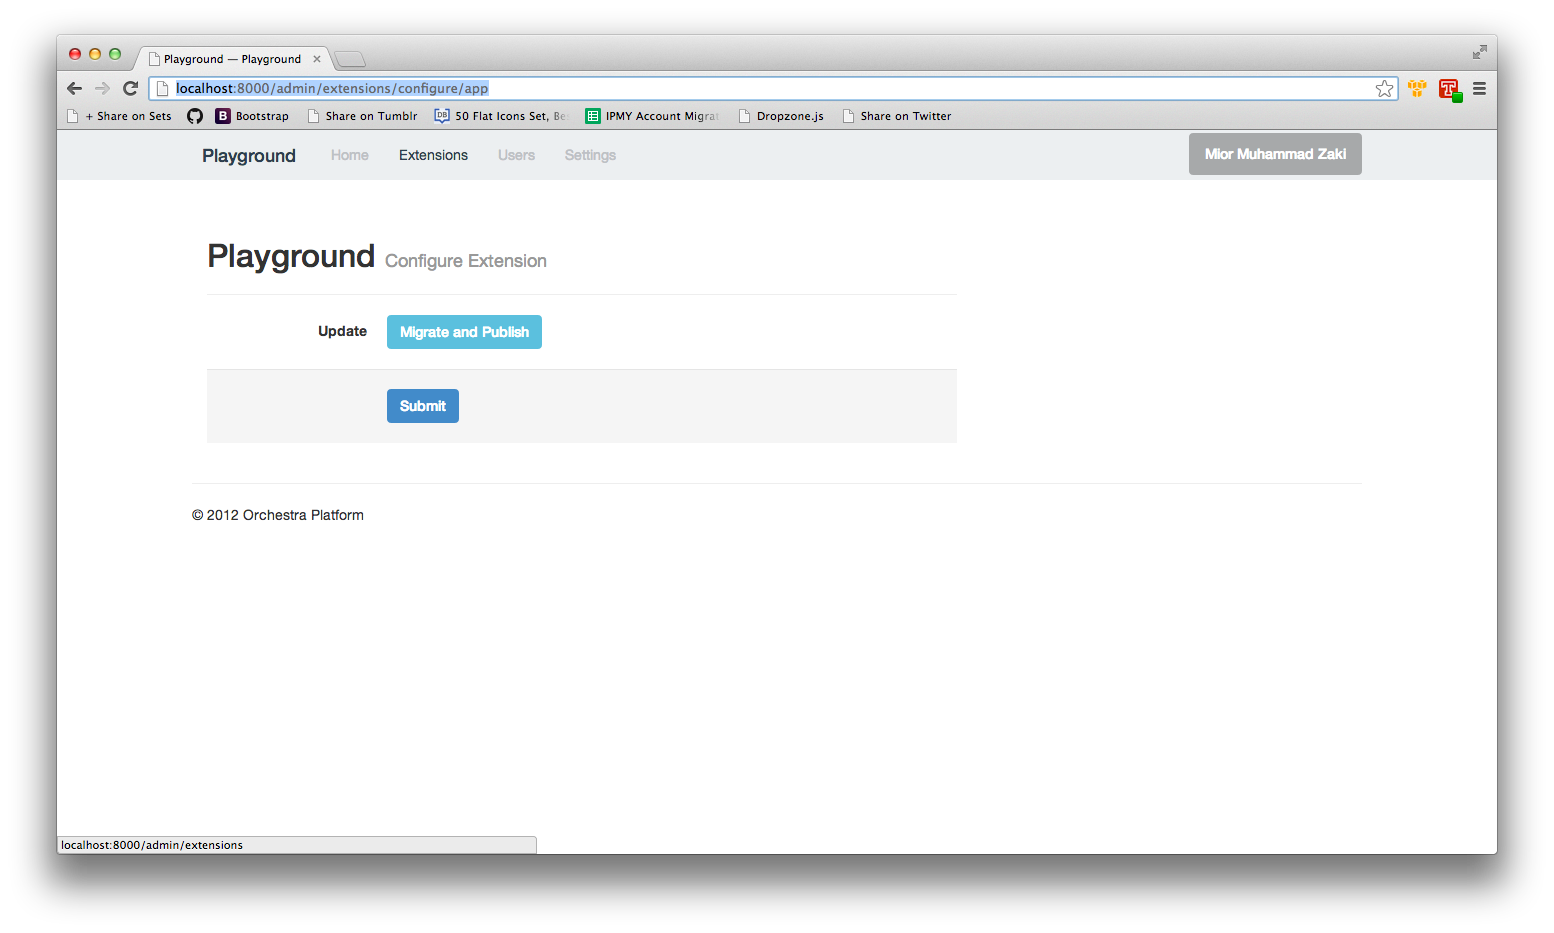 Playground — Playground
localhost:8000/admin/extensions/configure/app
+ Share on Sets Bootstrap Share on Tumblr 50 Flat Icons Set, Be IPMY Account Migrat Dropzone.js Share on Twitter
Playground Home Extensions Users Settings Mior Muhammad Zaki
Playground Configure Extension
Update Migrate and Publish
Submit
© 2012 Orchestra Platform
localhost:8000/admin/extensions